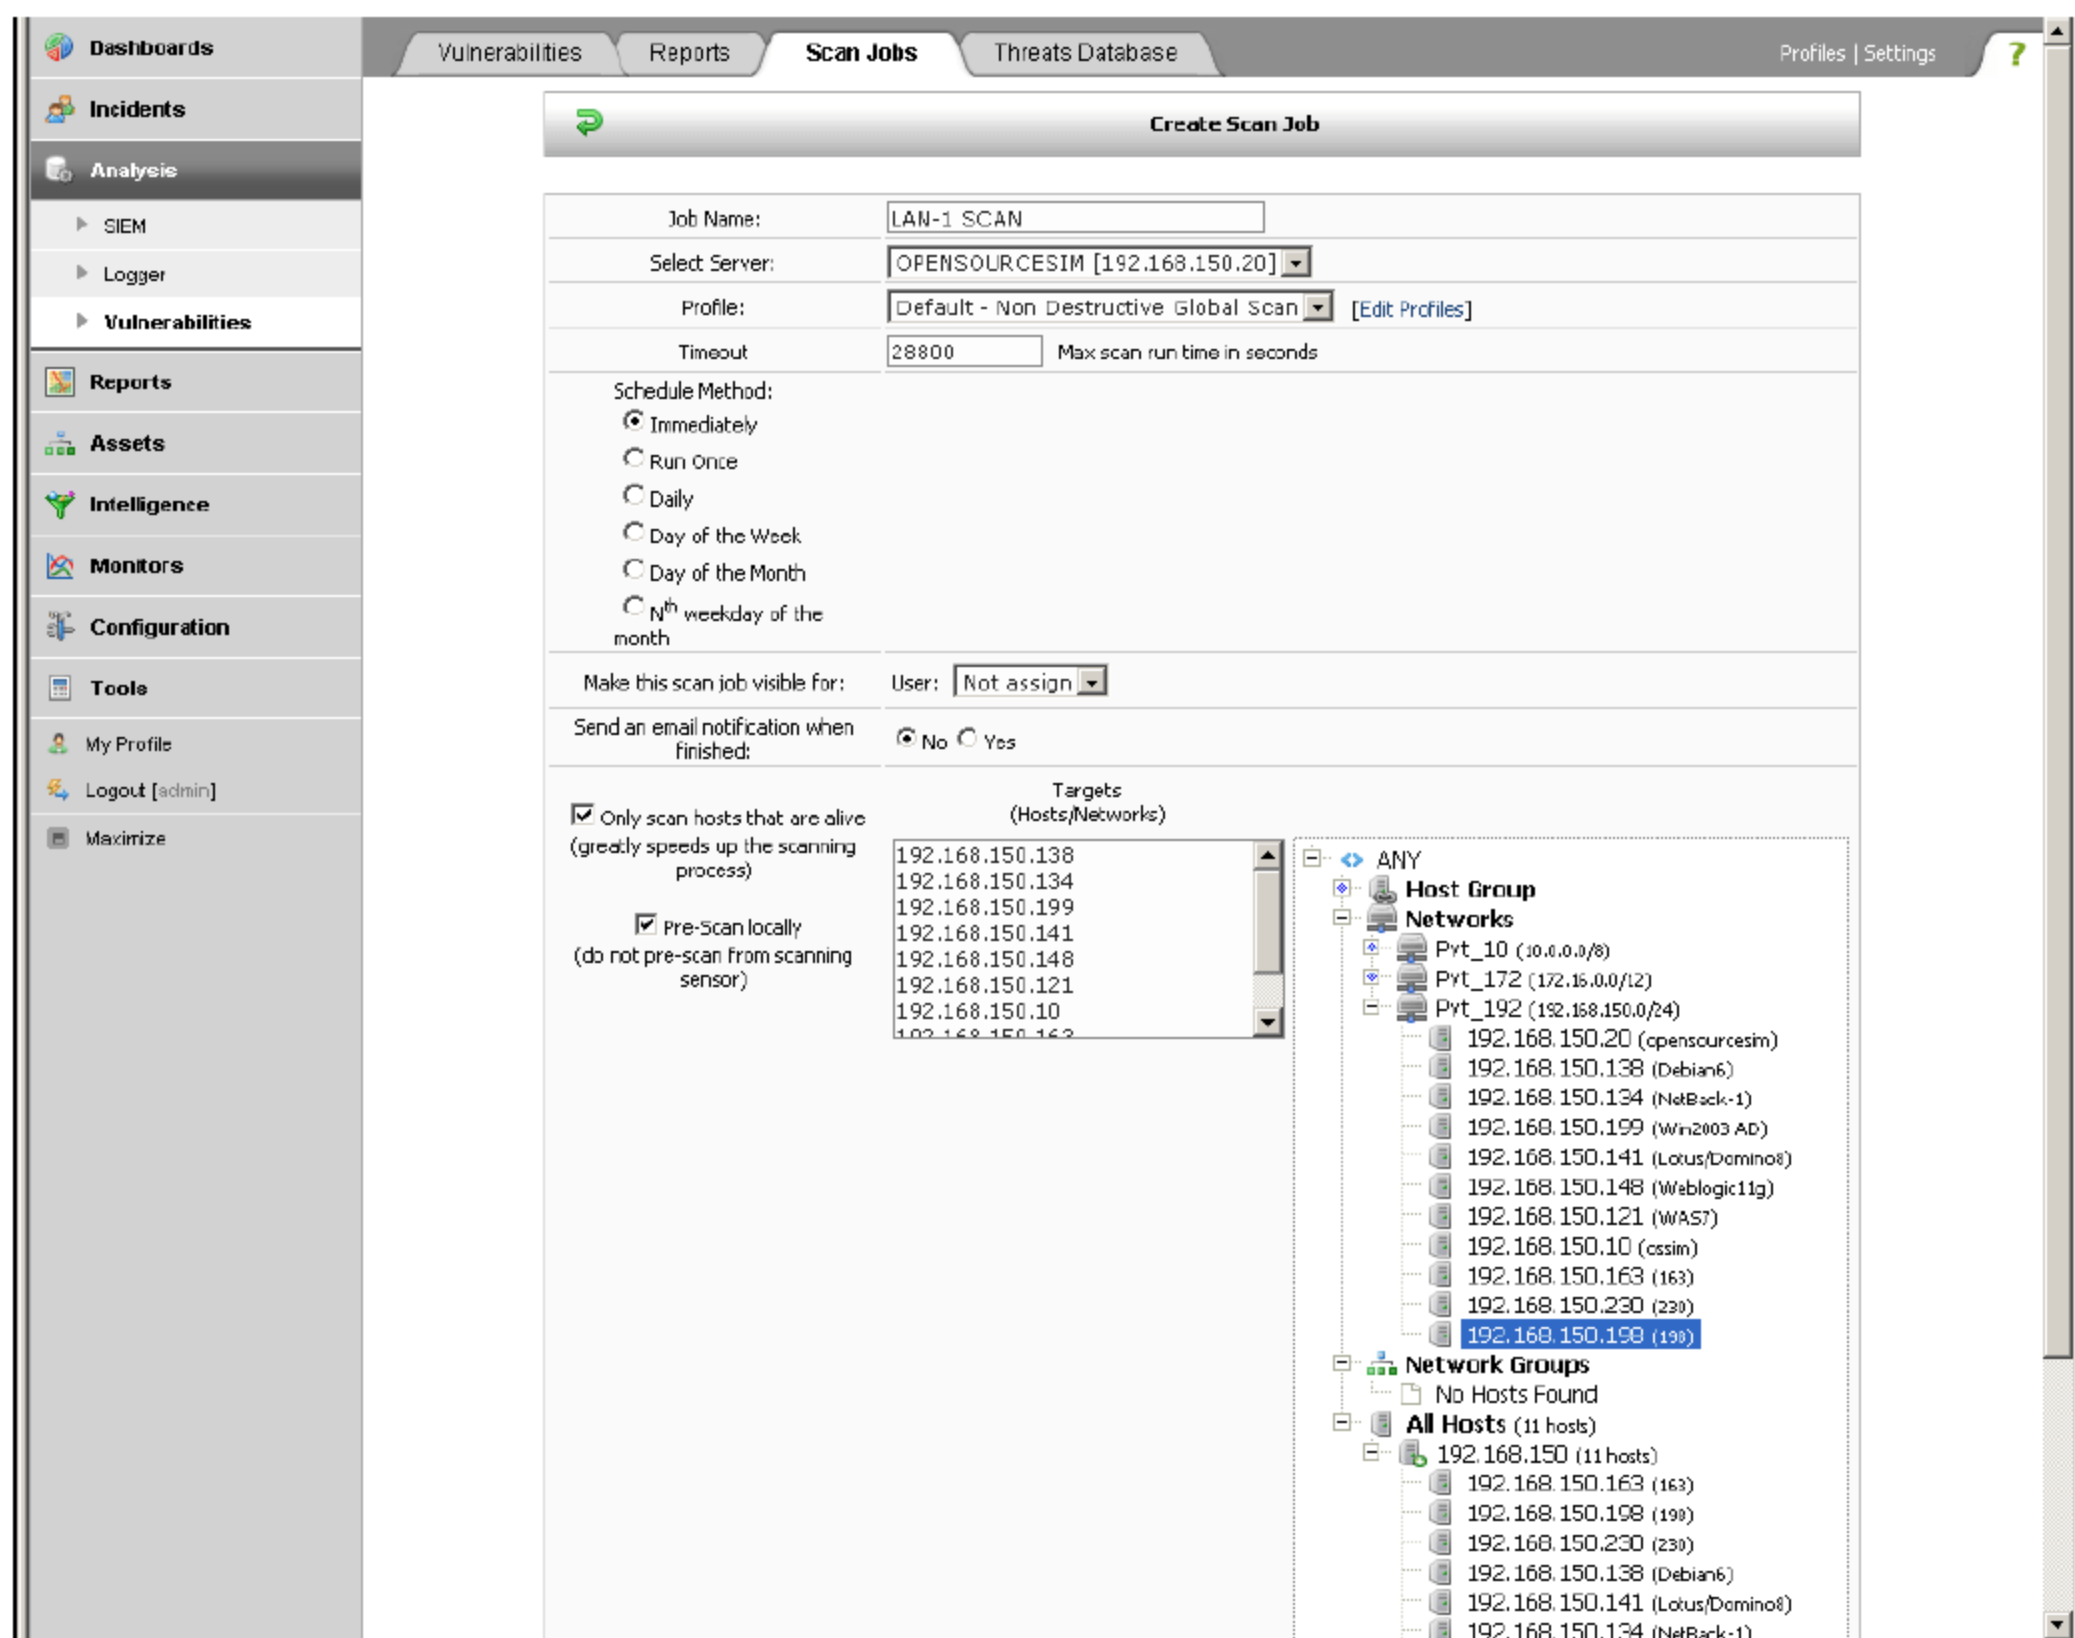 Dashboards
Incidents
Analysis
SIEM
Logger
Vulnerabilities
Reports
Assets
Intelligence
Monitors
Configuration
Tools
My Profile
Logout [admin]
Maximize
Vulnerabilities Reports Scan Jobs Threats Database Profiles | Settings ?
Create Scan Job
Job Name: LAN-1 SCAN
Select Server: OPENSOURCESIM [192.168.150.20]
Profile: Default - Non Destructive Global Scan [Edit Profiles]
Timeout 28800 Max scan run time in seconds
Schedule Method:
Immediately
Run Once
Daily
Day of the Week
Day of the Month
Nth weekday of the
month
Make this scan job visible for: User: Not assign
Send an email notification when
finished:
No Yes
Only scan hosts that are alive
(greatly speeds up the scanning
process)
Pre-Scan locally
(do not pre-scan from scanning
sensor)
Targets
(Hosts/Networks)
192.168.150.138
192.168.150.134
192.168.150.199
192.168.150.141
192.168.150.148
192.168.150.121
192.168.150.10
192.168.150.163
ANY
Host Group
Networks
Pvt_10 (10.0.0.0/8)
Pvt_172 (172.16.0.0/12)
Pvt_192 (192.168.150.0/24)
192.168.150.20 (opensourcesim)
192.168.150.138 (Debian6)
192.168.150.134 (NetBack-1)
192.168.150.199 (Win2003 AD)
192.168.150.141 (Lotus/Domino8)
192.168.150.148 (Weblogic11g)
192.168.150.121 (WAS7)
192.168.150.10 (ossim)
192.168.150.163 (163)
192.168.150.230 (230)
192.168.150.198 (198)
Network Groups
No Hosts Found
All Hosts (11 hosts)
192.168.150 (11 hosts)
192.168.150.163 (163)
192.168.150.198 (198)
192.168.150.230 (230)
192.168.150.138 (Debian6)
192.168.150.141 (Lotus/Domino8)
192.168.150.134 (NetBack-1)